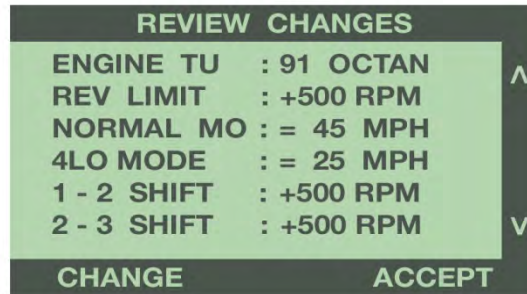 REVIEW CHANGES
ENGINE TU : 91 OCTAN
REV LIMIT : +500 RPM
NORMAL MO : = 45 MPH
4LO MODE : = 25 MPH
1 - 2 SHIFT : +500 RPM
2 - 3 SHIFT : +500 RPM
CHANGE ACCEPT